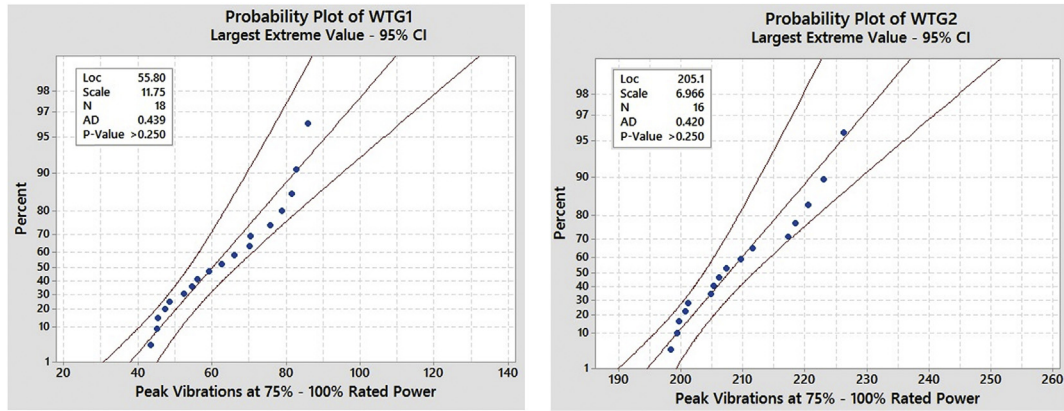 Probability Plot of WTG1
Largest Extreme Value - 95% CI
Loc 55.80
Scale 11.75
N 18
AD 0.439
P-Value >0.250
Percent
98
97
95
90
80
70
60
50
40
30
20
10
1
20 40 60 80 100 120 140
Peak Vibrations at 75% - 100% Rated Power
Probability Plot of WTG2
Largest Extreme Value - 95% CI
Loc 205.1
Scale 6.966
N 16
AD 0.420
P-Value >0.250
Percent
98
97
95
90
80
70
60
50
40
30
20
10
1
190 200 210 220 230 240 250 260
Peak Vibrations at 75% - 100% Rated Power